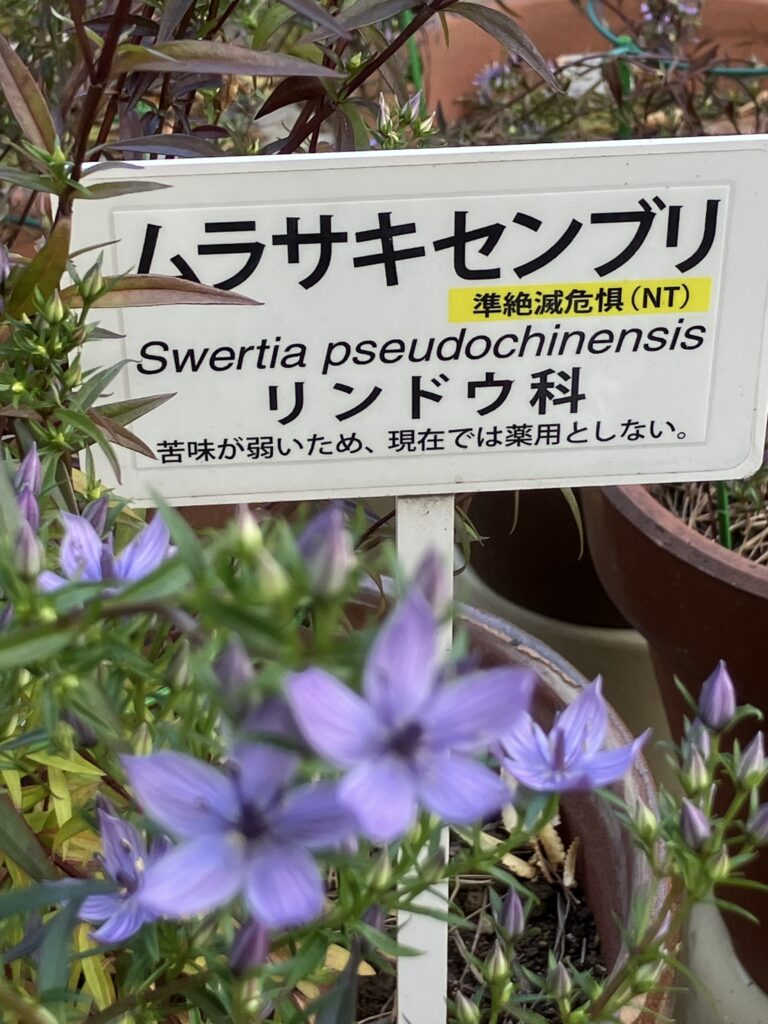 ムラサキセンブリ
準絶滅危惧(NT)
Swertia pseudochinensis
リンドウ科
苦味が弱いため、現在では薬用としない。